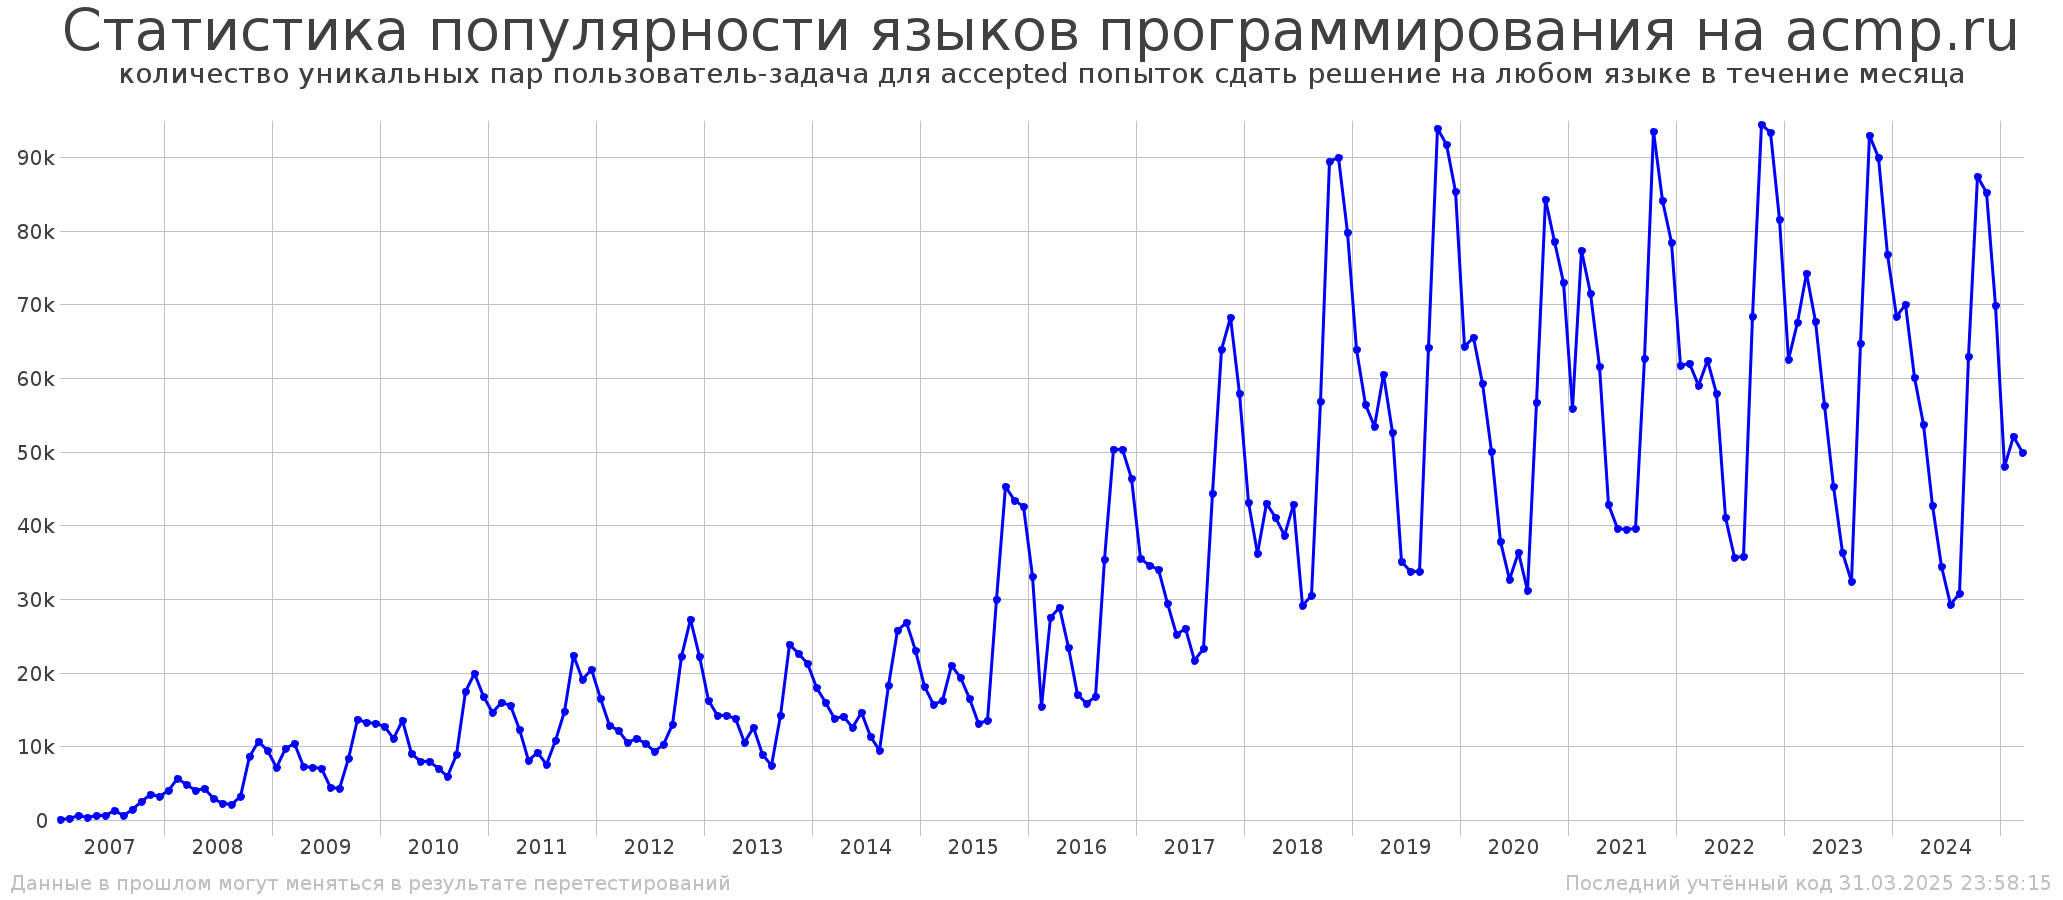 Статистика популярности языков программирования на acmp.ru
количество уникальных пар пользователь-задача для accepted попыток сдать решение на любом языке в течение месяца
90k
80k
70k
60k
50k
40k
30k
20k
10k
0
2007 2008 2009 2010 2011 2012 2013 2014 2015 2016 2017 2018 2019 2020 2021 2022 2023 2024
Данные в прошлом могут меняться в результате перетестирований
Последний учтённый код 31.03.2025 23:58:15